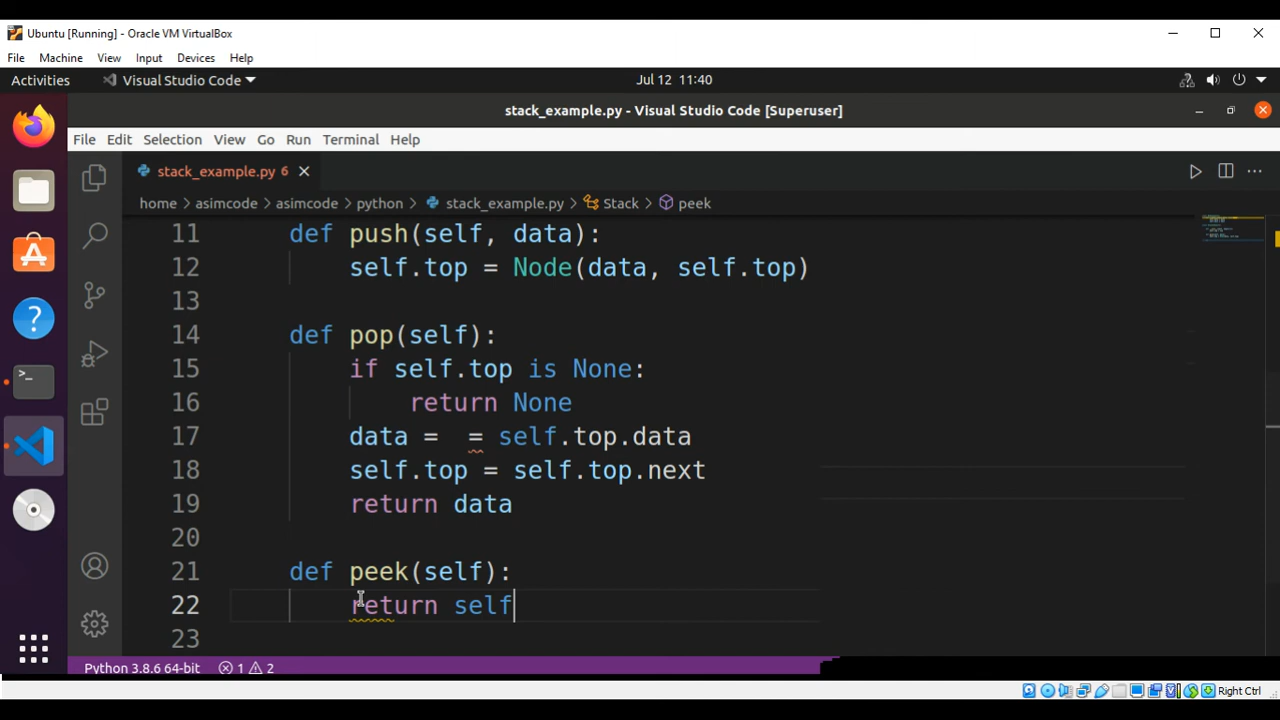 Ubuntu [Running] - Oracle VM VirtualBox
File Machine View Input Devices Help
Activities Visual Studio Code Jul 12 11:40
stack_example.py - Visual Studio Code [Superuser]
File Edit Selection View Go Run Terminal Help
stack_example.py 6
home > asimcode > asimcode > python > stack_example.py > Stack > peek
11 def push(self, data):
12 self.top = Node(data, self.top)
13
14 def pop(self):
15 if self.top is None:
16 return None
17 data =  = self.top.data
18 self.top = self.top.next
19 return data
20
21 def peek(self):
22 return self
23
Python 3.8.6 64-bit 1 2
Right Ctrl